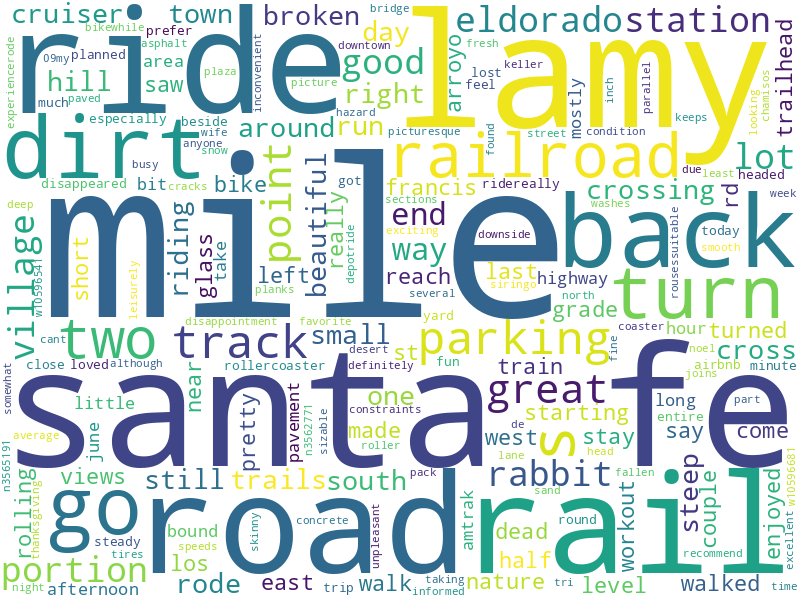 cruiser town broken eldorado station
bikewhile prefer bridge
ride lamy
09my planned asphalt area saw hill
day good right downtown fresh
experiencerode inconvenient picture plaza
much paved especially beside wife anyone snow
around run hazard picturesque
arroyo lost feel keller inch mostly parallel trailhead
looking chamisos
dirt busy disappeared bit cracks bike
railroad street condition keeps lot
found due least headed
francis ridereally crossing rd week
mile back
deep village w10596541
point beautiful really got sections exciting
end way downside rousessuitable washes today smooth
riding glass take left depotride
short leisurely planks
reach last siringo highway north several grade turn
disappointment favorite yard
two track small parking
cant coaster hour turned
fine noel cross
somewhat close loved although rollercoaster
desert definitely st fun train
airbnb minute joins
santa fe great
near little june pretty pavement n3562771 sizable
constraints roller one made
de west s starting stay
long part entire say come
average n3565191
views still trails south
lane head rabbit
pack fallen steep couple
rolling thanksgiving
w10596681 enjoyed excellent
go road rail
steady bound speeds skinny concrete unpleasant
amtrak dead round sand half workout
recommend
portion tires los
rode east trip walk taking informed nature tri level walked time
night afternoon